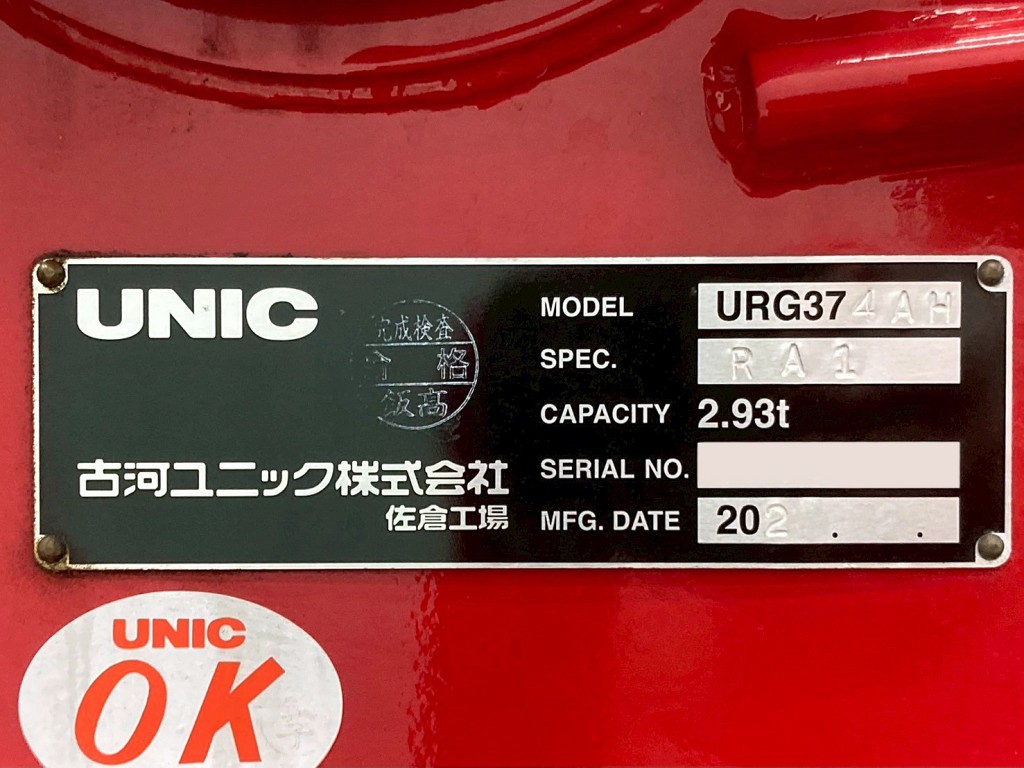 UNIC
完成検査
合格
飯高
古河ユニック株式会社
佐倉工場
MODEL URG374AH
SPEC. RA1
CAPACITY 2.93t
SERIAL NO.
MFG. DATE 202 . .
UNIC
OK